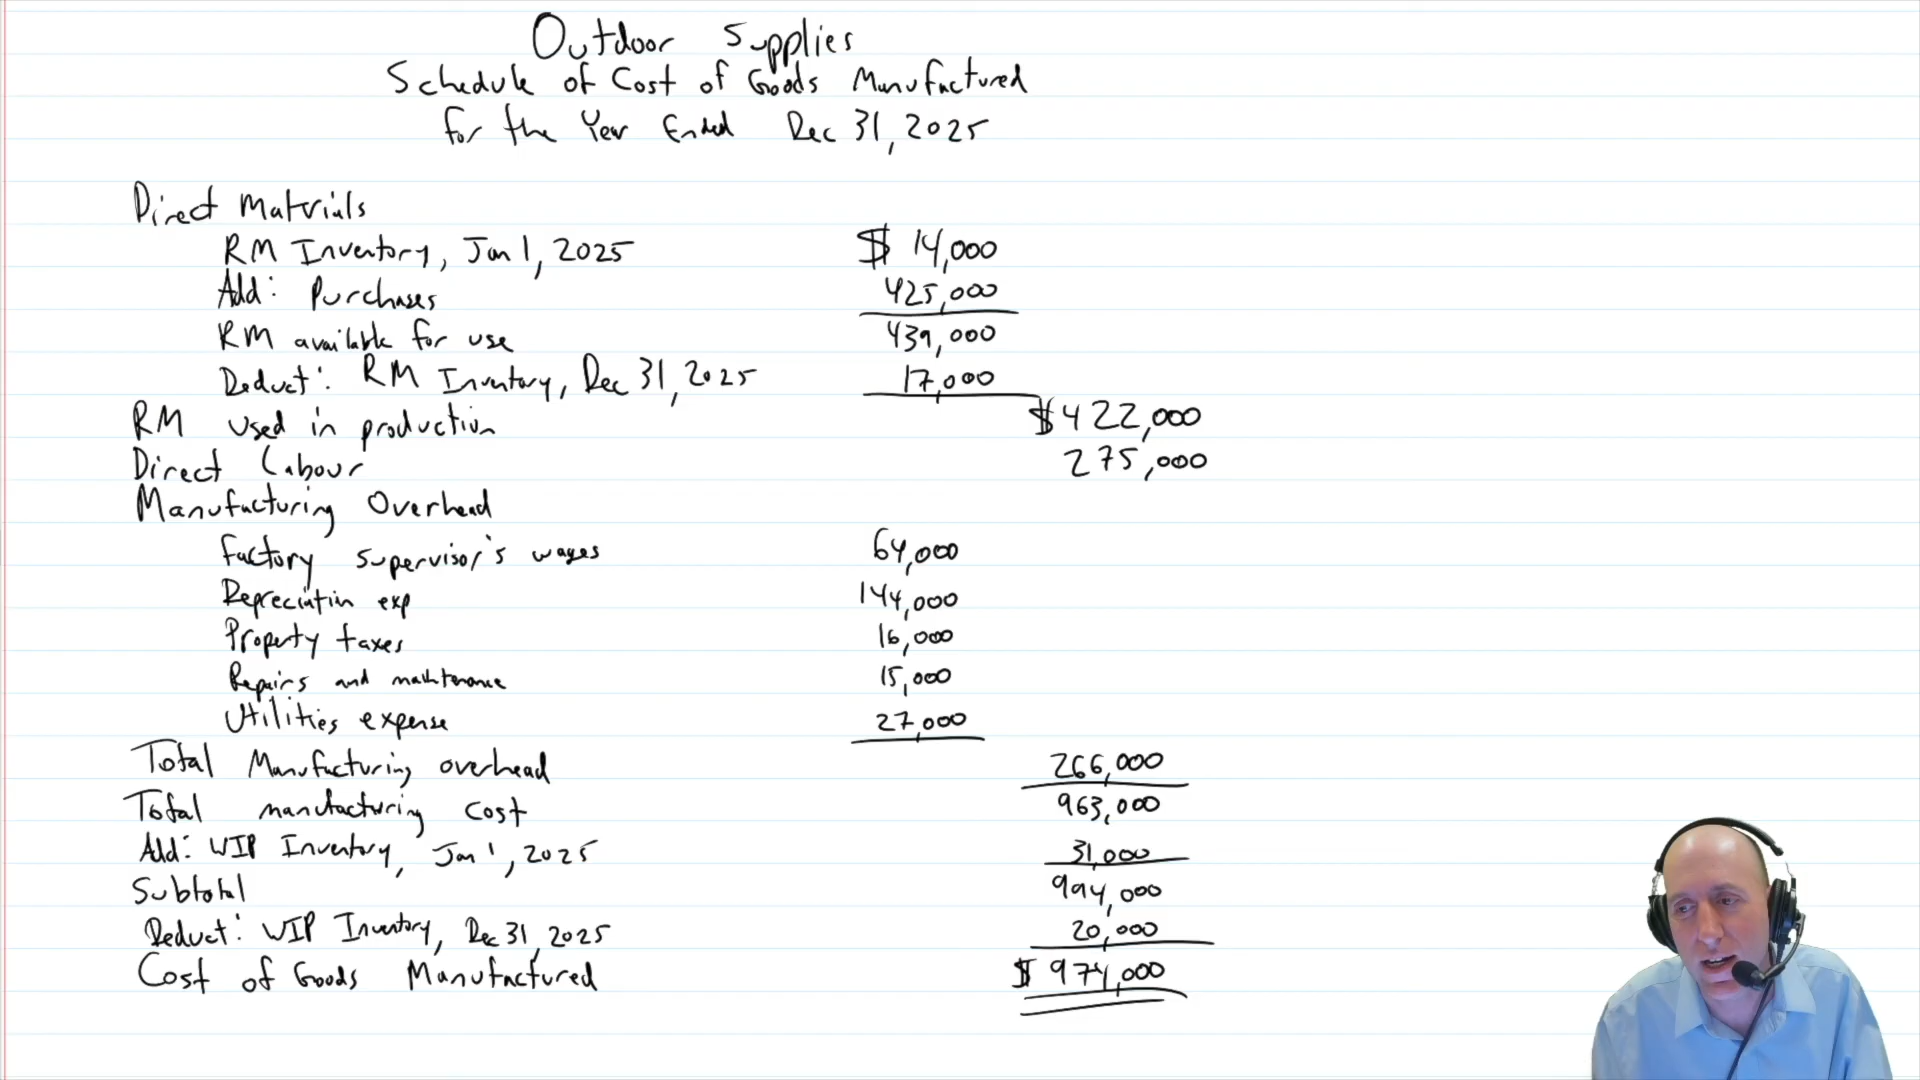 Outdoor Supplies
Schedule of Cost of Goods Manufactured
for the Year Ended Dec 31, 2025
Direct Materials
RM Inventory, Jan 1, 2025 $ 14,000
Add: Purchases 425,000
RM available for use 439,000
Deduct: RM Inventory, Dec 31, 2025 17,000
RM used in production $422,000
Direct Labour 275,000
Manufacturing Overhead
Factory supervisor's wages 64,000
Depreciatin exp 144,000
Property taxes 16,000
Repairs and maintenance 15,000
Utilities expense 27,000
Total Manufacturing overhead 266,000
Total manufacturing cost 963,000
Add: WIP Inventory, Jan 1, 2025 31,000
Subtotal 994,000
Deduct: WIP Inventory, Dec 31, 2025 20,000
Cost of Goods Manufactured $ 974,000